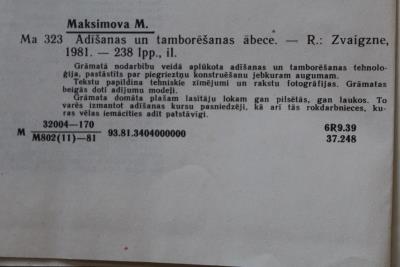 Maksimova M.
Ma 323 Adīšanas un tamborēšanas ābece. — R.: Zvaigzne,
1981. — 238 lpp., il.
Grāmatā nodarbību veidā aplūkota adīšanas un tamborēšanas tehnolo-
ģija, pastāstīts par piegrieztņu konstruēšanu jebkuram augumam.
Tekstu papildina tehniskie zīmējumi un rakstu fotogrāfijas. Grāmatas
beigās doti adījumu modeļi.
Grāmata domāta plašam lasītāju lokam gan pilsētās, gan laukos. To
varēs izmantot adīšanas kursu pasniedzēji, kā arī tās rokdarbnieces, ku-
ras vēlas iemācīties adīt patstāvīgi.
32004—170
M 93.81.3404000000 6R9.39
M802(11)—81 37.248